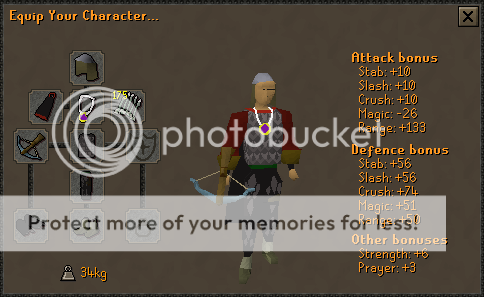 Equip Your Character...
Attack bonus
Stab: +10
Slash: +10
Crush: +10
Magic: -26
Range: +133
175
photobucket
Defence bonus
Stab: +56
Slash: +56
Crush: +74
Magic: +51
Protect more of your memories for less!
Other bonuses
Strength: +6
Prayer: +3
34kg